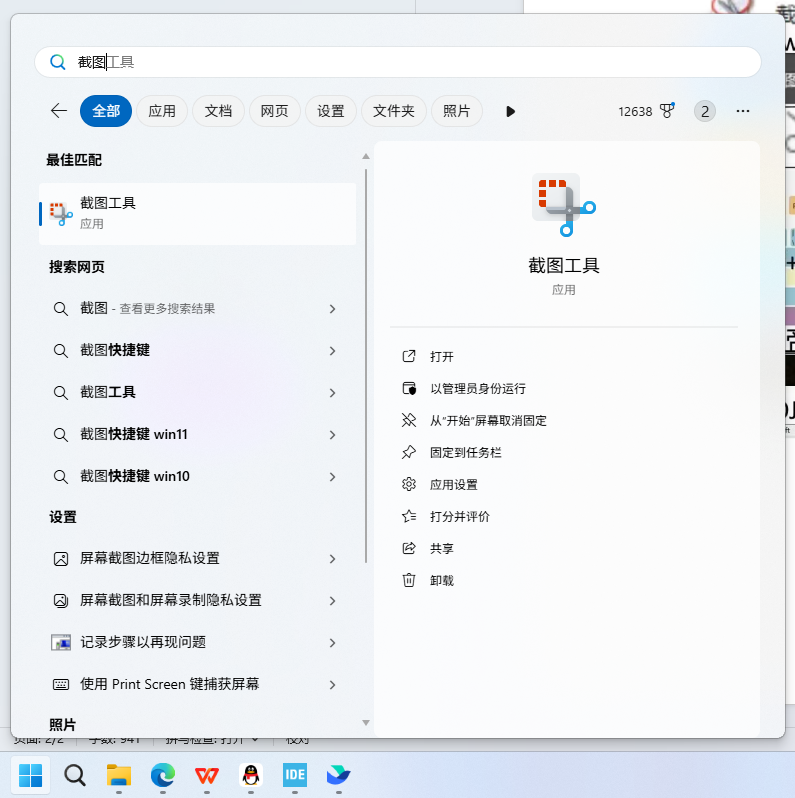 截图工具
全部 应用 文档 网页 设置 文件夹 照片 12638 2
最佳匹配
截图工具
应用
搜索网页
截图 - 查看更多搜索结果
截图快捷键
截图工具
截图快捷键 win11
截图快捷键 win10
设置
屏幕截图边框隐私设置
屏幕截图和屏幕录制隐私设置
记录步骤以再现问题
使用 Print Screen 键捕获屏幕
照片
截图工具
应用
打开
以管理员身份运行
从“开始”屏幕取消固定
固定到任务栏
应用设置
打分并评价
共享
卸载
页面: 2/2 字数: 941 拼写检查: 打开 校对
IDE